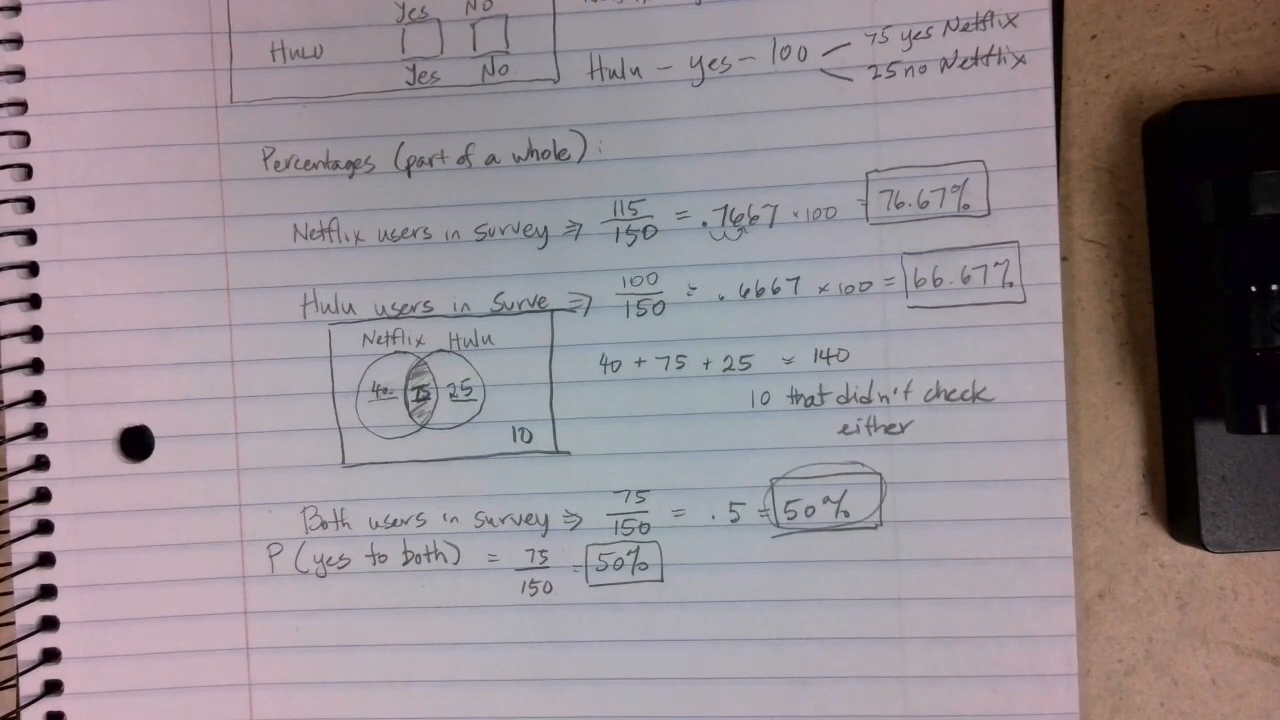 Yes No
Hulu
Yes No
Hulu - yes - 100
75 yes Netflix
25 no Netflix
Percentages (part of a whole):
Netflix users in survey ⇒ 115/150 = .7667 × 100 = 76.67%
Hulu users in Surve ⇒ 100/150 = .6667 × 100 = 66.67%
Netflix Hulu
40 75 25
10
40 + 75 + 25 = 140
10 that didn't check
either
Both users in survey ⇒ 75/150 = .5 = 50%
P (yes to both) = 75/150 = 50%